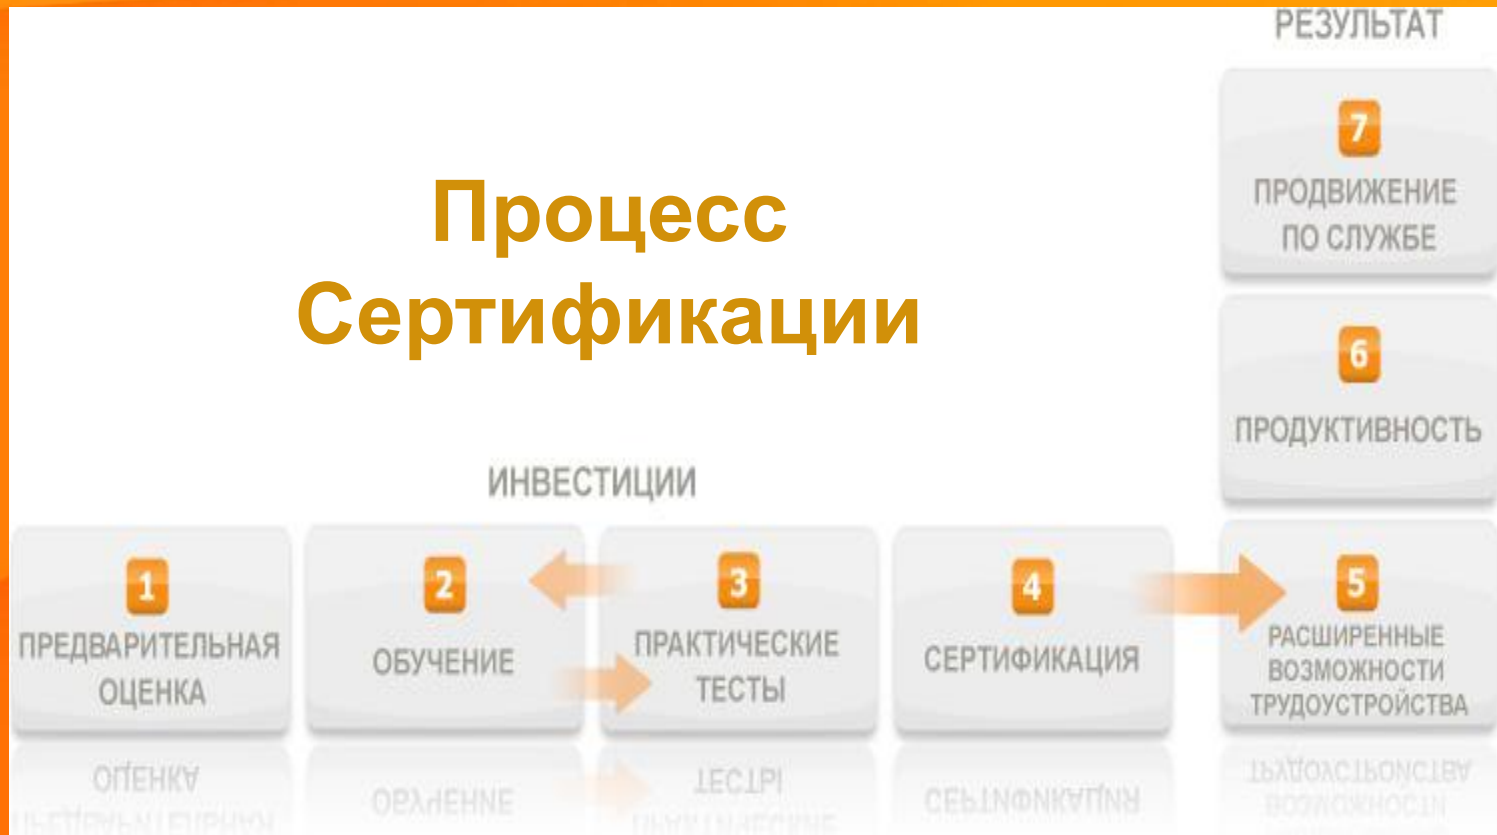 Процесс
Сертификации
ИНВЕСТИЦИИ
1
ПРЕДВАРИТЕЛЬНАЯ
ОЦЕНКА
2
ОБУЧЕНИЕ
3
ПРАКТИЧЕСКИЕ
ТЕСТЫ
4
СЕРТИФИКАЦИЯ
РЕЗУЛЬТАТ
7
ПРОДВИЖЕНИЕ
ПО СЛУЖБЕ
6
ПРОДУКТИВНОСТЬ
5
РАСШИРЕННЫЕ
ВОЗМОЖНОСТИ
ТРУДОУСТРОЙСТВА